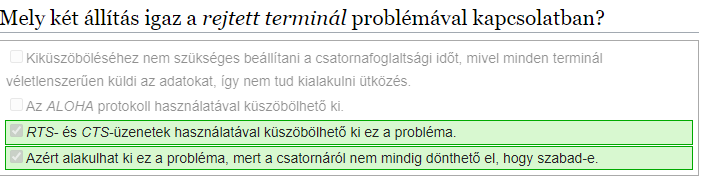 Mely két állítás igaz a rejtett terminál problémával kapcsolatban?
Kiküszöböléséhez nem szükséges beállítani a csatornafoglaltsági időt, mivel minden terminál
véletlenszerűen küldi az adatokat, így nem tud kialakulni ütközés.
Az ALOHA protokoll használatával küszöbölhető ki.
RTS- és CTS-üzenetek használatával küszöbölhető ki ez a probléma.
Azért alakulhat ki ez a probléma, mert a csatornáról nem mindig dönthető el, hogy szabad-e.